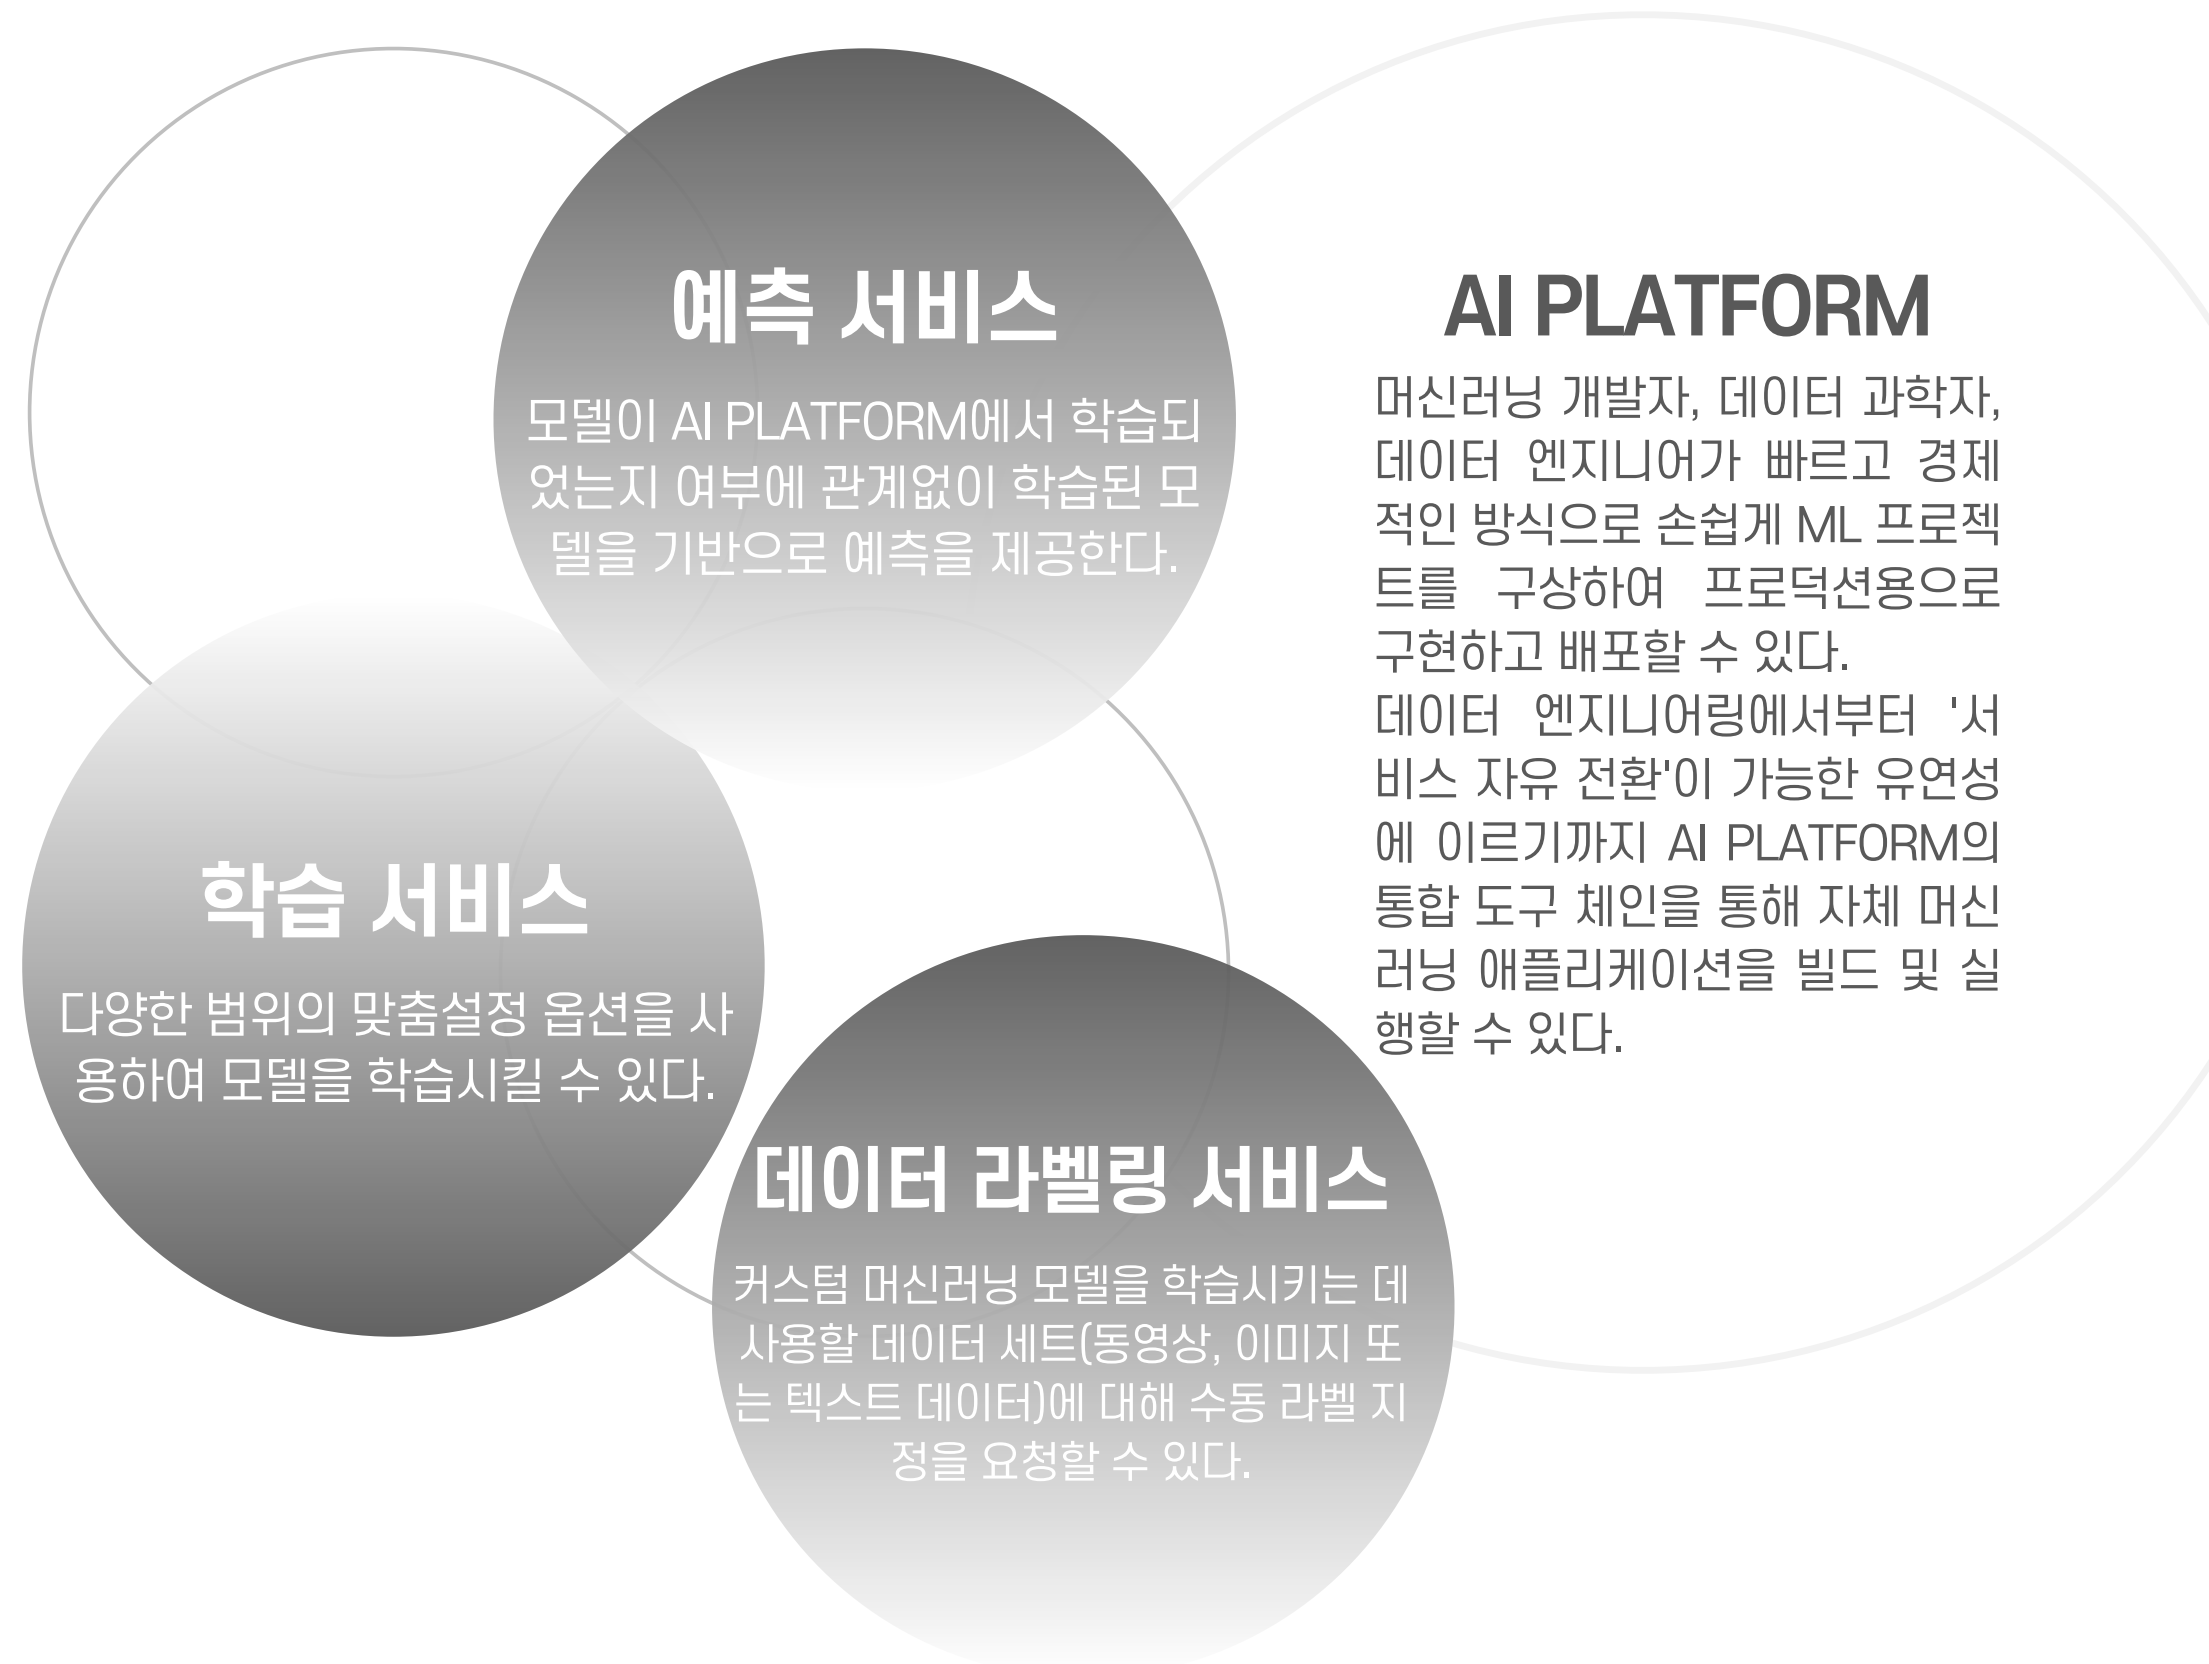 예측 서비스
모델이 AI PLATFORM에서 학습되
었는지 여부에 관계없이 학습된 모
델을 기반으로 예측을 제공한다.
학습 서비스
다양한 범위의 맞춤설정 옵션을 사
용하여 모델을 학습시킬 수 있다.
데이터 라벨링 서비스
커스텀 머신러닝 모델을 학습시키는 데
사용할 데이터 세트(동영상, 이미지 또
는 텍스트 데이터)에 대해 수동 라벨 지
정을 요청할 수 있다.
AI PLATFORM
머신러닝 개발자, 데이터 과학자,
데이터 엔지니어가 빠르고 경제
적인 방식으로 손쉽게 ML 프로젝
트를 구상하여 프로덕션용으로
구현하고 배포할 수 있다.
데이터 엔지니어링에서부터 '서
비스 자유 전환'이 가능한 유연성
에 이르기까지 AI PLATFORM의
통합 도구 체인을 통해 자체 머신
러닝 애플리케이션을 빌드 및 실
행할 수 있다.